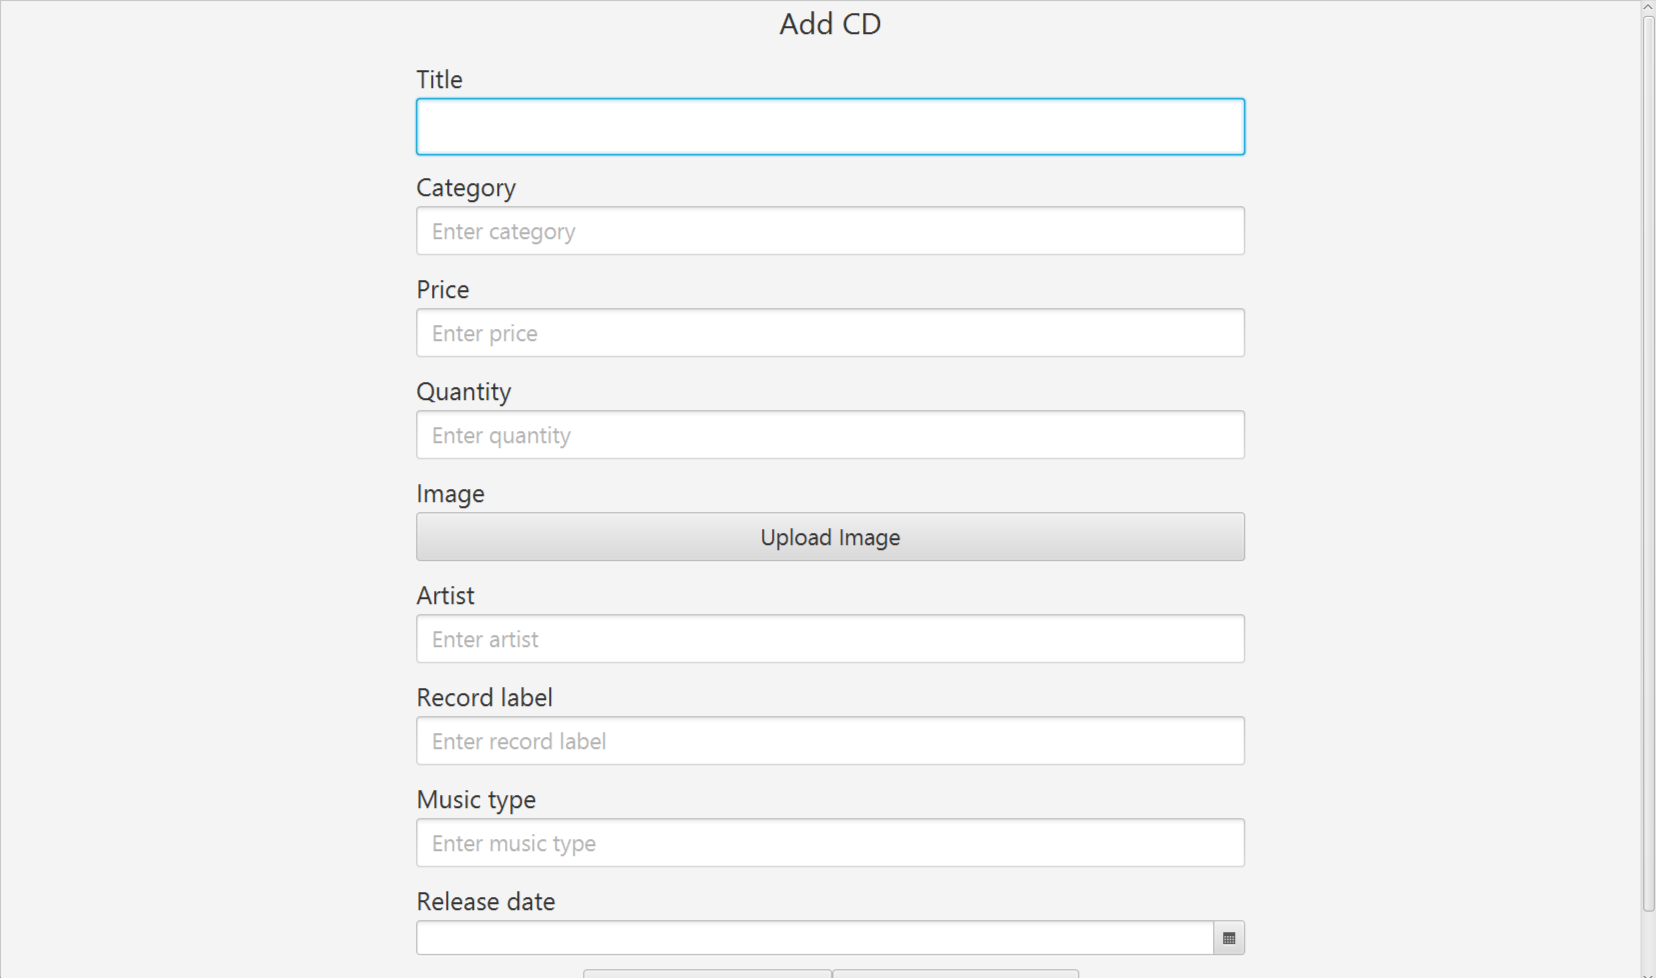 Add CD
Title
Category
Enter category
Price
Enter price
Quantity
Enter quantity
Image
Upload Image
Artist
Enter artist
Record label
Enter record label
Music type
Enter music type
Release date